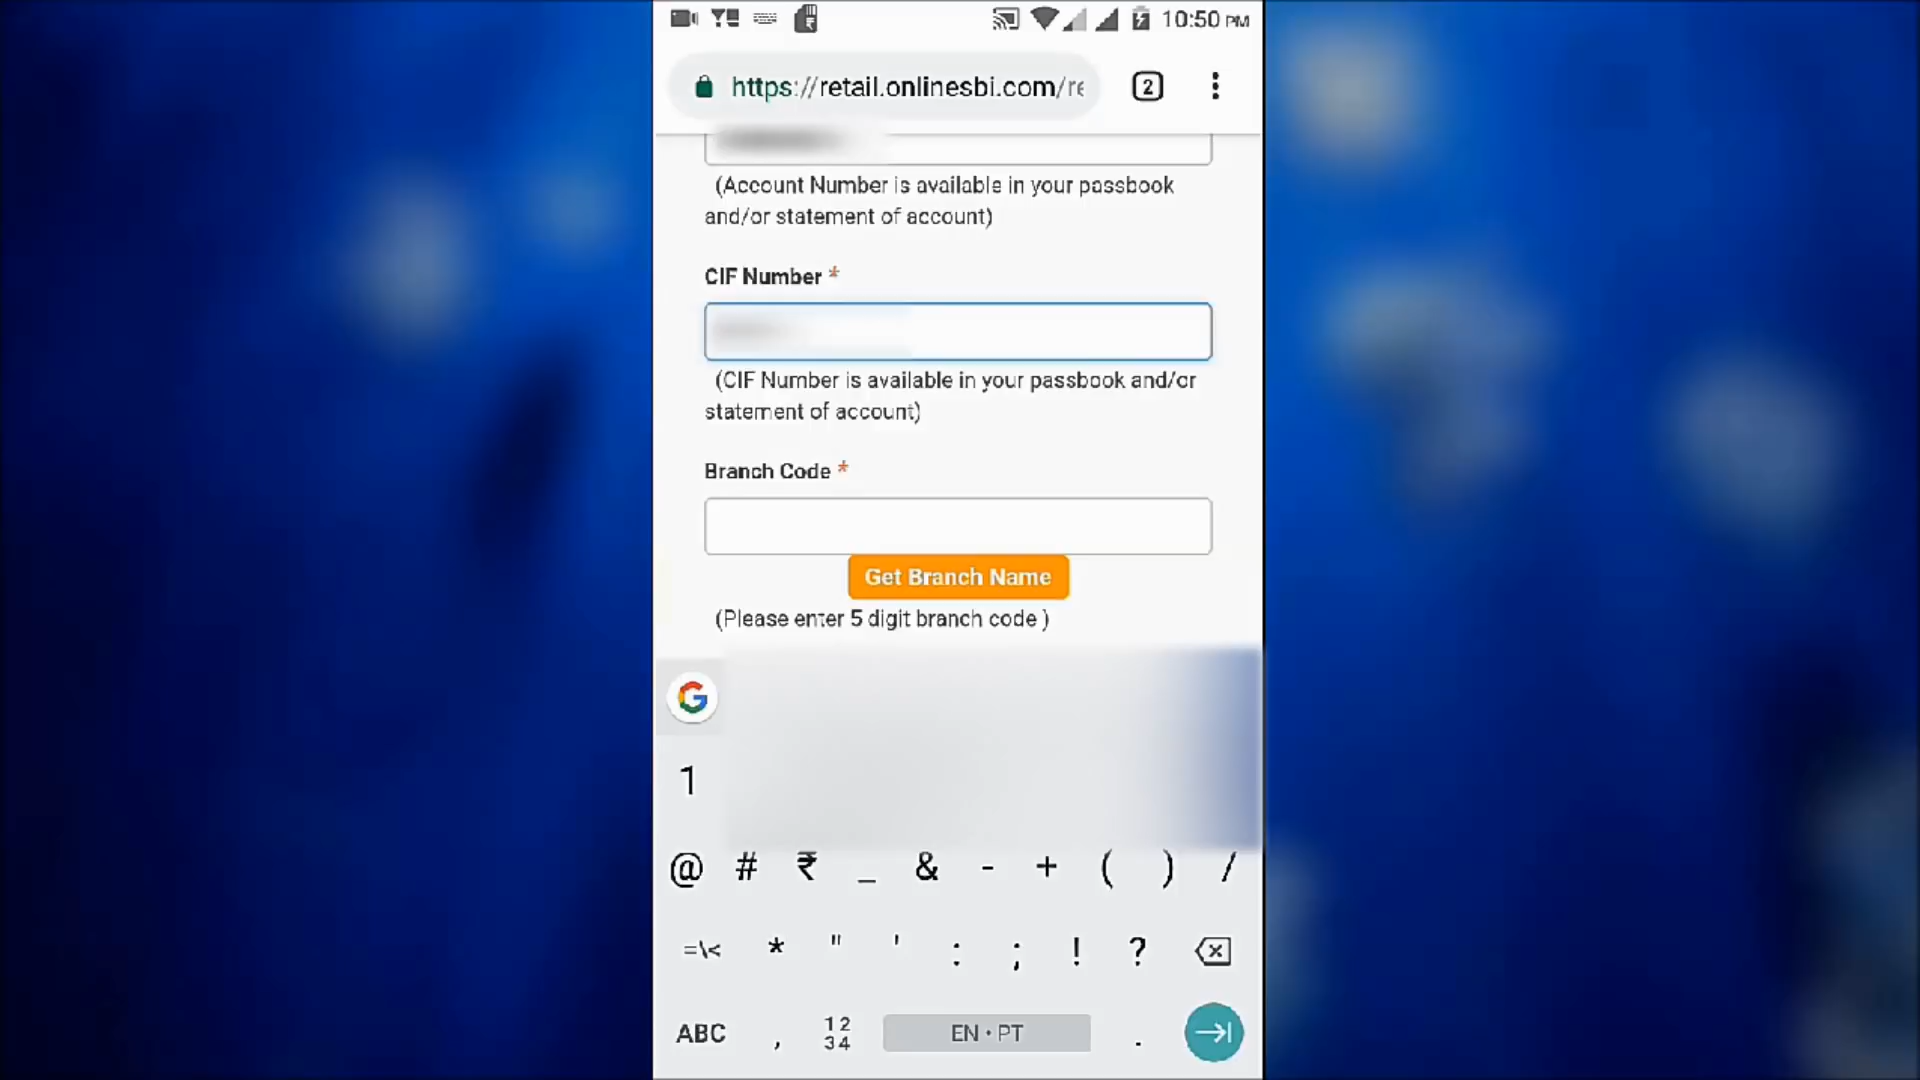 10:50 PM
https://retail.onlinesbi.com/re
2
(Account Number is available in your passbook
and/or statement of account)
CIF Number *
(CIF Number is available in your passbook and/or
statement of account)
Branch Code *
Get Branch Name
(Please enter 5 digit branch code )
G
1
@ # ₹ _ & - + ( ) /
=\< * " ' : ; ! ?
ABC , 12 34 EN • PT .